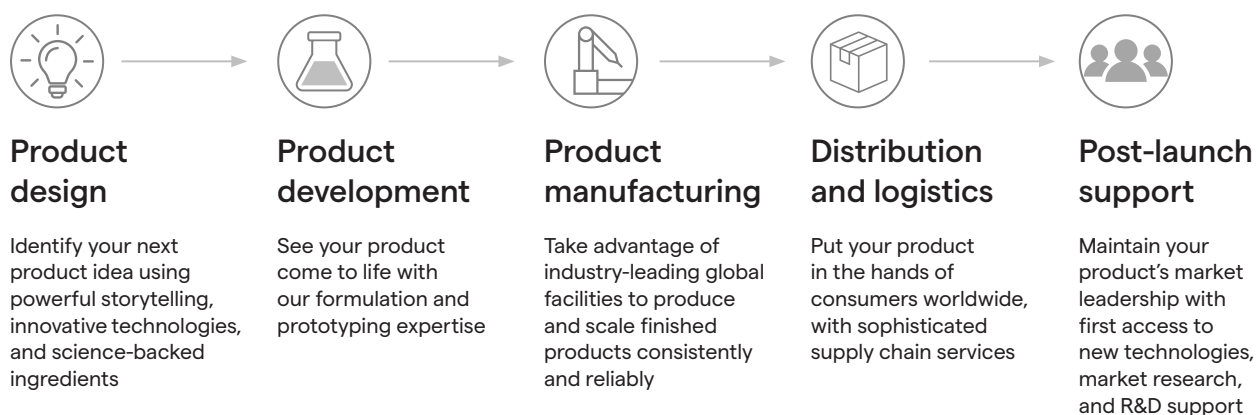 Product
design
Identify your next
product idea using
powerful storytelling,
innovative technologies,
and science-backed
ingredients
Product
development
See your product
come to life with
our formulation and
prototyping expertise
Product
manufacturing
Take advantage of
industry-leading global
facilities to produce
and scale finished
products consistently
and reliably
Distribution
and logistics
Put your product
in the hands of
consumers worldwide,
with sophisticated
supply chain services
Post-launch
support
Maintain your
product’s market
leadership with
first access to
new technologies,
market research,
and R&D support